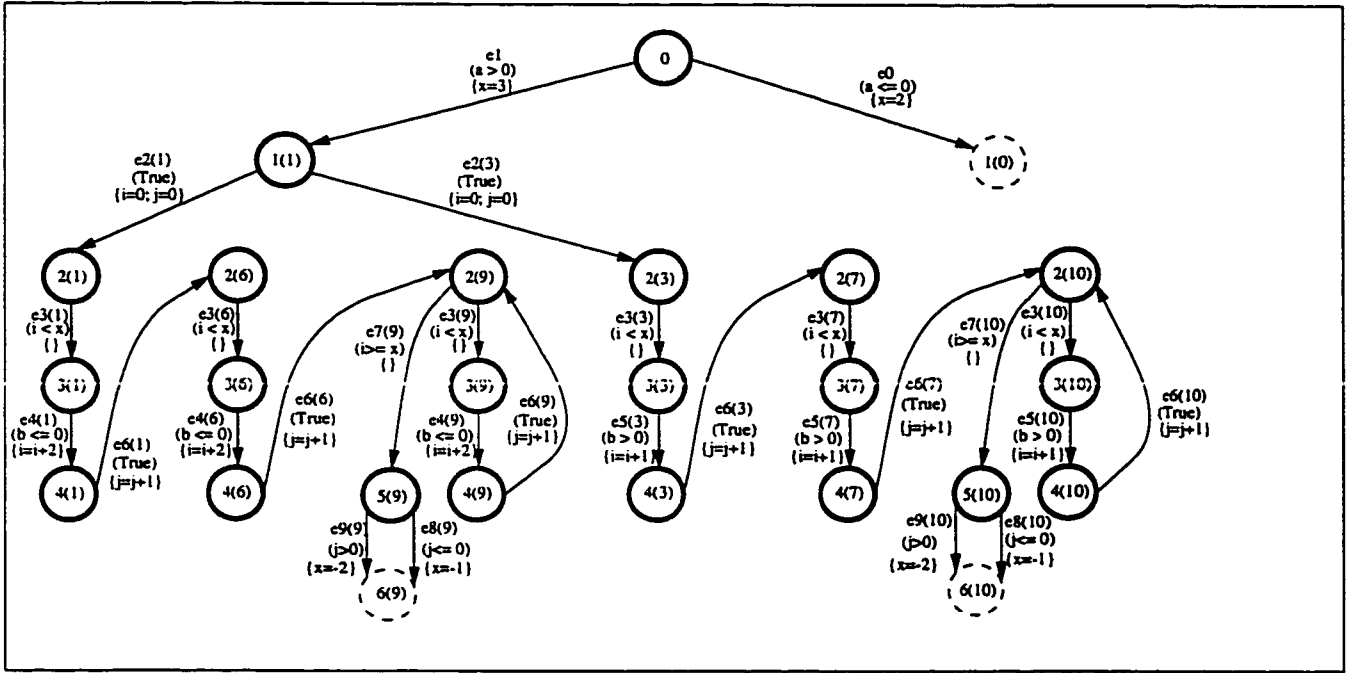 0
e1
(a > 0)
{x=3}
e0
(a <= 0)
{x=2}
1(1)
1(0)
e2(1)
(True)
{i=0; j=0}
e2(3)
(True)
{i=0; j=0}
2(1)
2(6)
2(9)
2(3)
2(7)
2(10)
e3(1)
(i < x)
{}
e3(6)
(i < x)
{}
e7(9)
(i>= x)
{}
e3(9)
(i < x)
{}
e3(3)
(i < x)
{}
e3(7)
(i < x)
{}
e7(10)
(i>= x)
{}
e3(10)
(i < x)
{}
3(1)
3(6)
3(9)
3(3)
3(7)
3(10)
e4(1)
(b <= 0)
{i=i+2}
e6(1)
(True)
{j=j+1}
e4(6)
(b <= 0)
{i=i+2}
e6(6)
(True)
{j=j+1}
e4(9)
(b <= 0)
{i=i+2}
e6(9)
(True)
{j=j+1}
e5(3)
(b > 0)
{i=i+1}
e6(3)
(True)
{j=j+1}
e5(7)
(b > 0)
{i=i+1}
e6(7)
(True)
{j=j+1}
e5(10)
(b > 0)
{i=i+1}
e6(10)
(True)
{j=j+1}
4(1)
4(6)
5(9)
4(9)
4(3)
4(7)
5(10)
4(10)
e9(9)
(j>0)
{x=-2}
e8(9)
(j<= 0)
{x=-1}
e9(10)
(j>0)
{x=-2}
e8(10)
(j<= 0)
{x=-1}
6(9)
6(10)